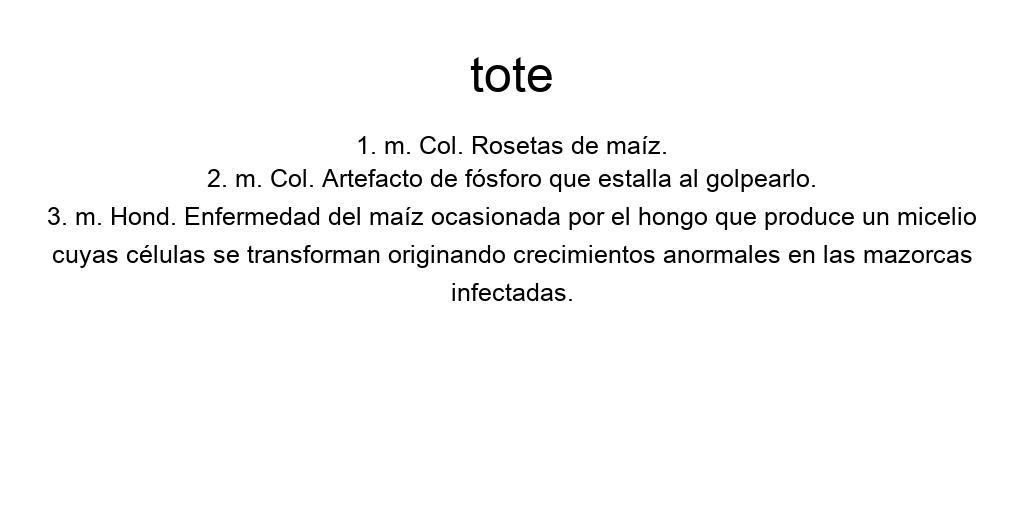 tote
1. m. Col. Rosetas de maíz.
2. m. Col. Artefacto de fósforo que estalla al golpearlo.
3. m. Hond. Enfermedad del maíz ocasionada por el hongo que produce un micelio
cuyas células se transforman originando crecimientos anormales en las mazorcas
infectadas.